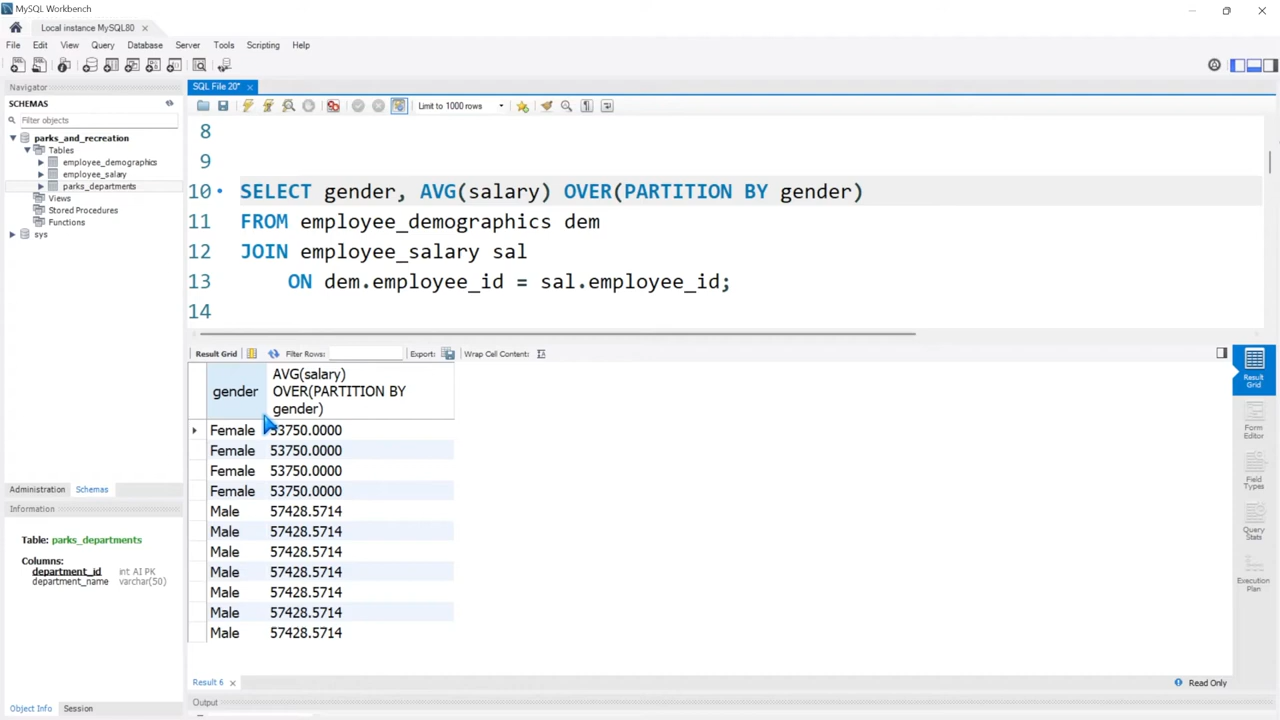 MySQL Workbench
Local instance MySQL80
File Edit View Query Database Server Tools Scripting Help
Navigator
SCHEMAS
Filter objects
parks_and_recreation
Tables
employee_demographics
employee_salary
parks_departments
Views
Stored Procedures
Functions
sys
Administration Schemas
Information
Table: parks_departments
Columns:
department_id int AI PK
department_name varchar(50)
Object Info Session
SQL File 20*
Limit to 1000 rows
8
9
10 SELECT gender, AVG(salary) OVER(PARTITION BY gender)
11 FROM employee_demographics dem
12 JOIN employee_salary sal
13 ON dem.employee_id = sal.employee_id;
14
Result Grid Filter Rows: Export: Wrap Cell Content:
gender
AVG(salary)
OVER(PARTITION BY
gender)
Female 53750.0000
Female 53750.0000
Female 53750.0000
Female 53750.0000
Male 57428.5714
Male 57428.5714
Male 57428.5714
Male 57428.5714
Male 57428.5714
Male 57428.5714
Male 57428.5714
Result 6
Read Only
Output
Result
Grid
Form
Editor
Field
Types
Query
Stats
Execution
Plan